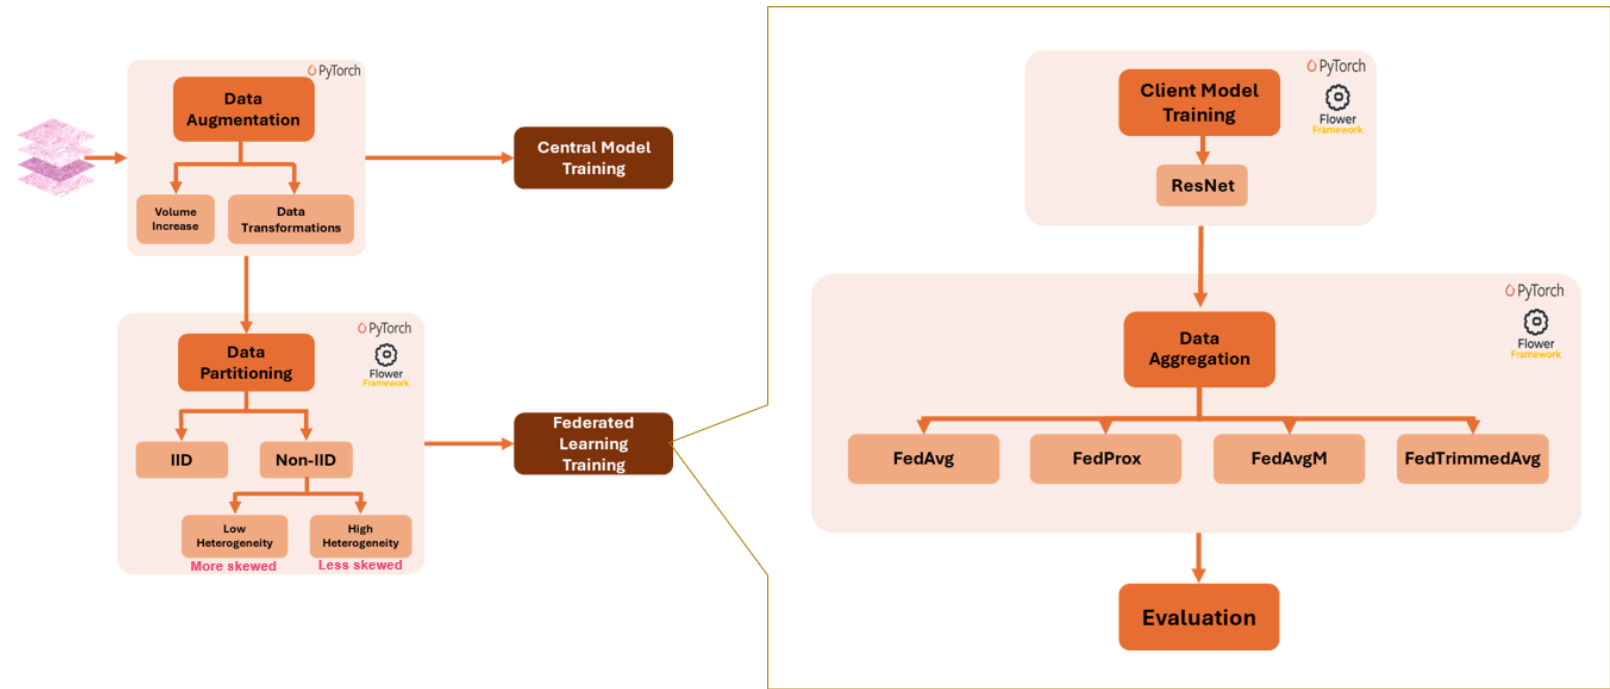 PyTorch
Data
Augmentation
Volume
Increase
Data
Transformations
Central Model
Training
PyTorch
Flower
Framework
Data
Partitioning
IID
Non-IID
Low
Heterogeneity
High
Heterogeneity
More skewed
Less skewed
Federated
Learning
Training
PyTorch
Flower
Framework
Client Model
Training
ResNet
PyTorch
Flower
Framework
Data
Aggregation
FedAvg
FedProx
FedAvgM
FedTrimmedAvg
Evaluation